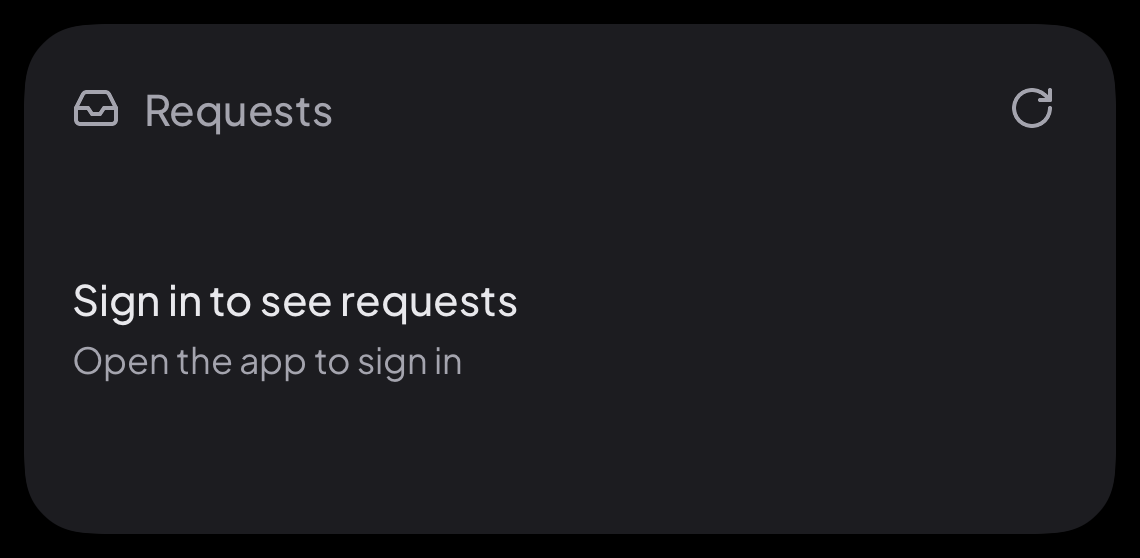 Requests
Sign in to see requests
Open the app to sign in